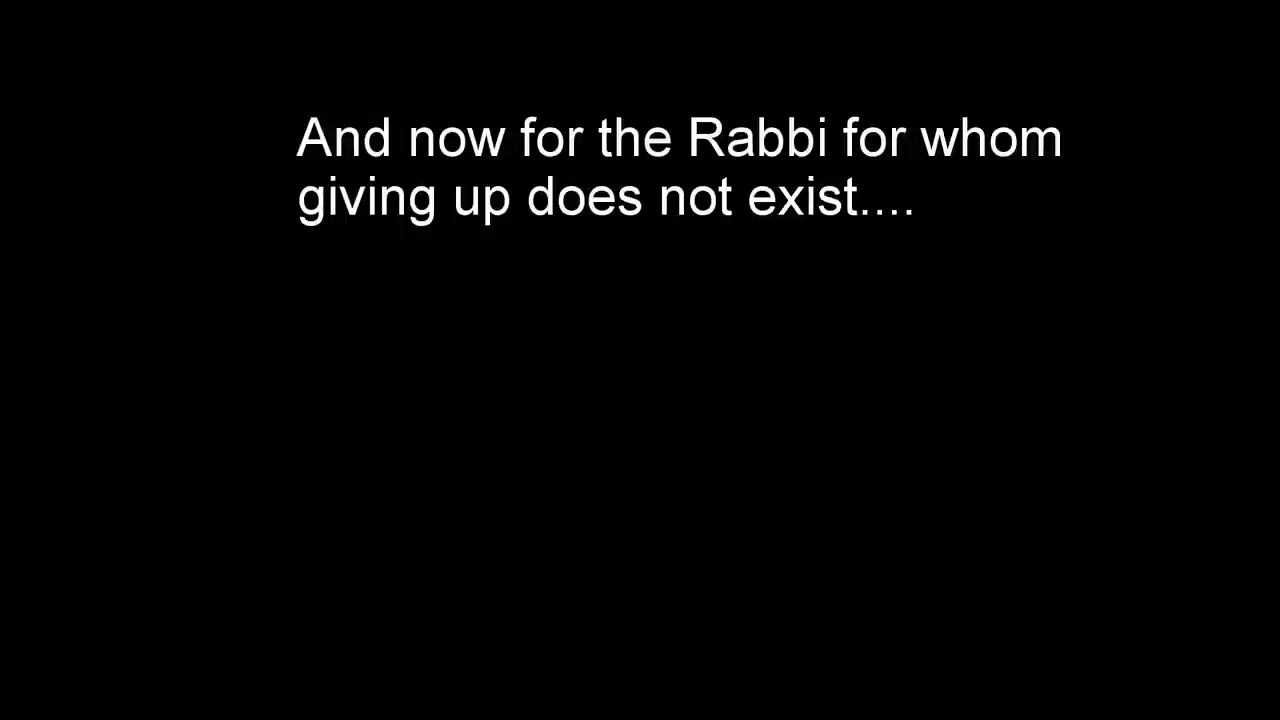 And now for the Rabbi for whom
giving up does not exist....